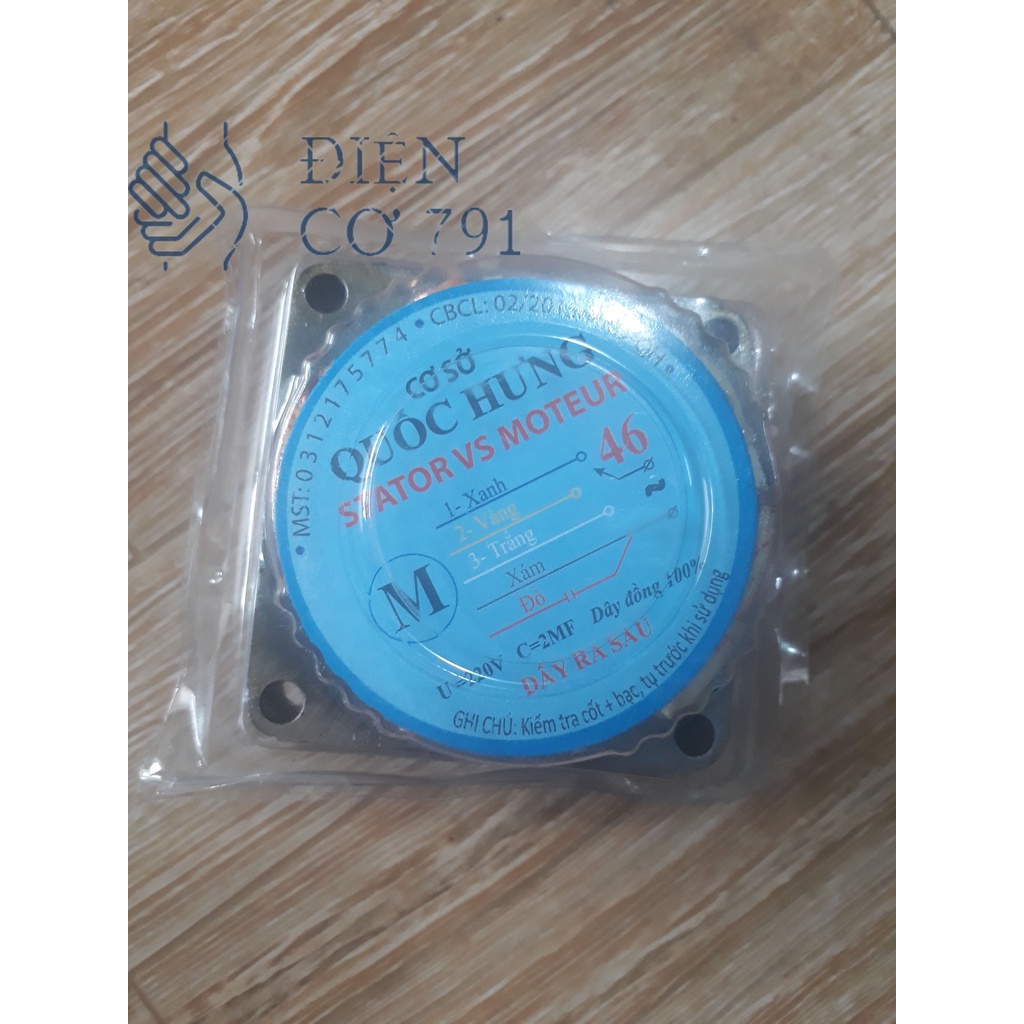 ĐIỆN
CƠ 791
• MST: 0312175774 • CBCL: 02/20
CƠ SỞ
QUỐC HƯNG
STATOR VS MOTEUR
46
1- Xanh
2- Vàng
3- Trắng
~
Xám
Đỏ
M
U=220V C=2MF Dây đồng 100%
DÂY RA SAU
GHI CHÚ: Kiểm tra cốt + bạc, tụ trước khi sử dụng